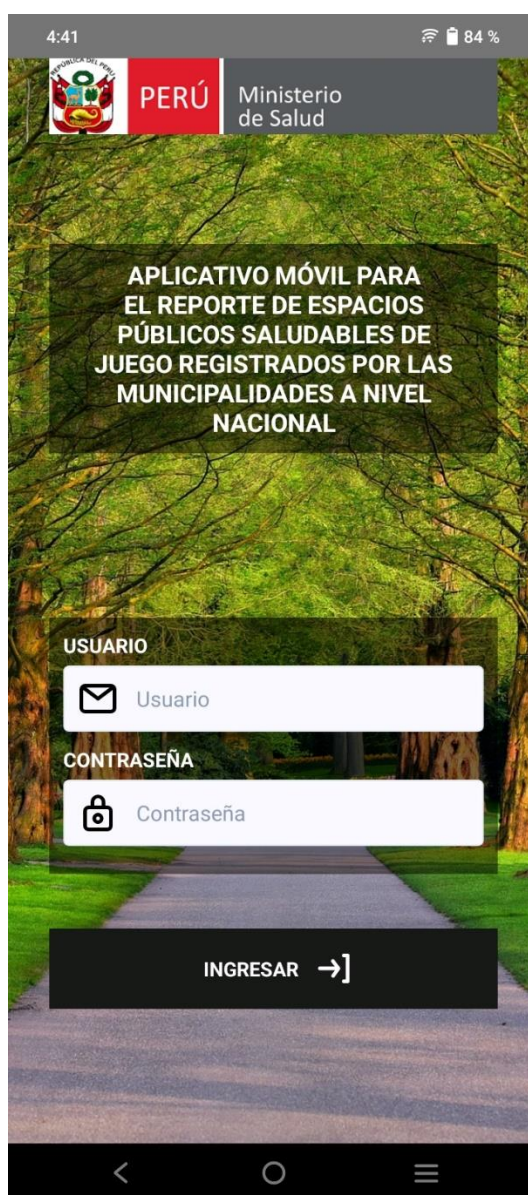 4:41
84 %
REPÚBLICA DEL PERÚ
PERÚ
Ministerio
de Salud
APLICATIVO MÓVIL PARA
EL REPORTE DE ESPACIOS
PÚBLICOS SALUDABLES DE
JUEGO REGISTRADOS POR LAS
MUNICIPALIDADES A NIVEL
NACIONAL
USUARIO
Usuario
CONTRASEÑA
Contraseña
INGRESAR